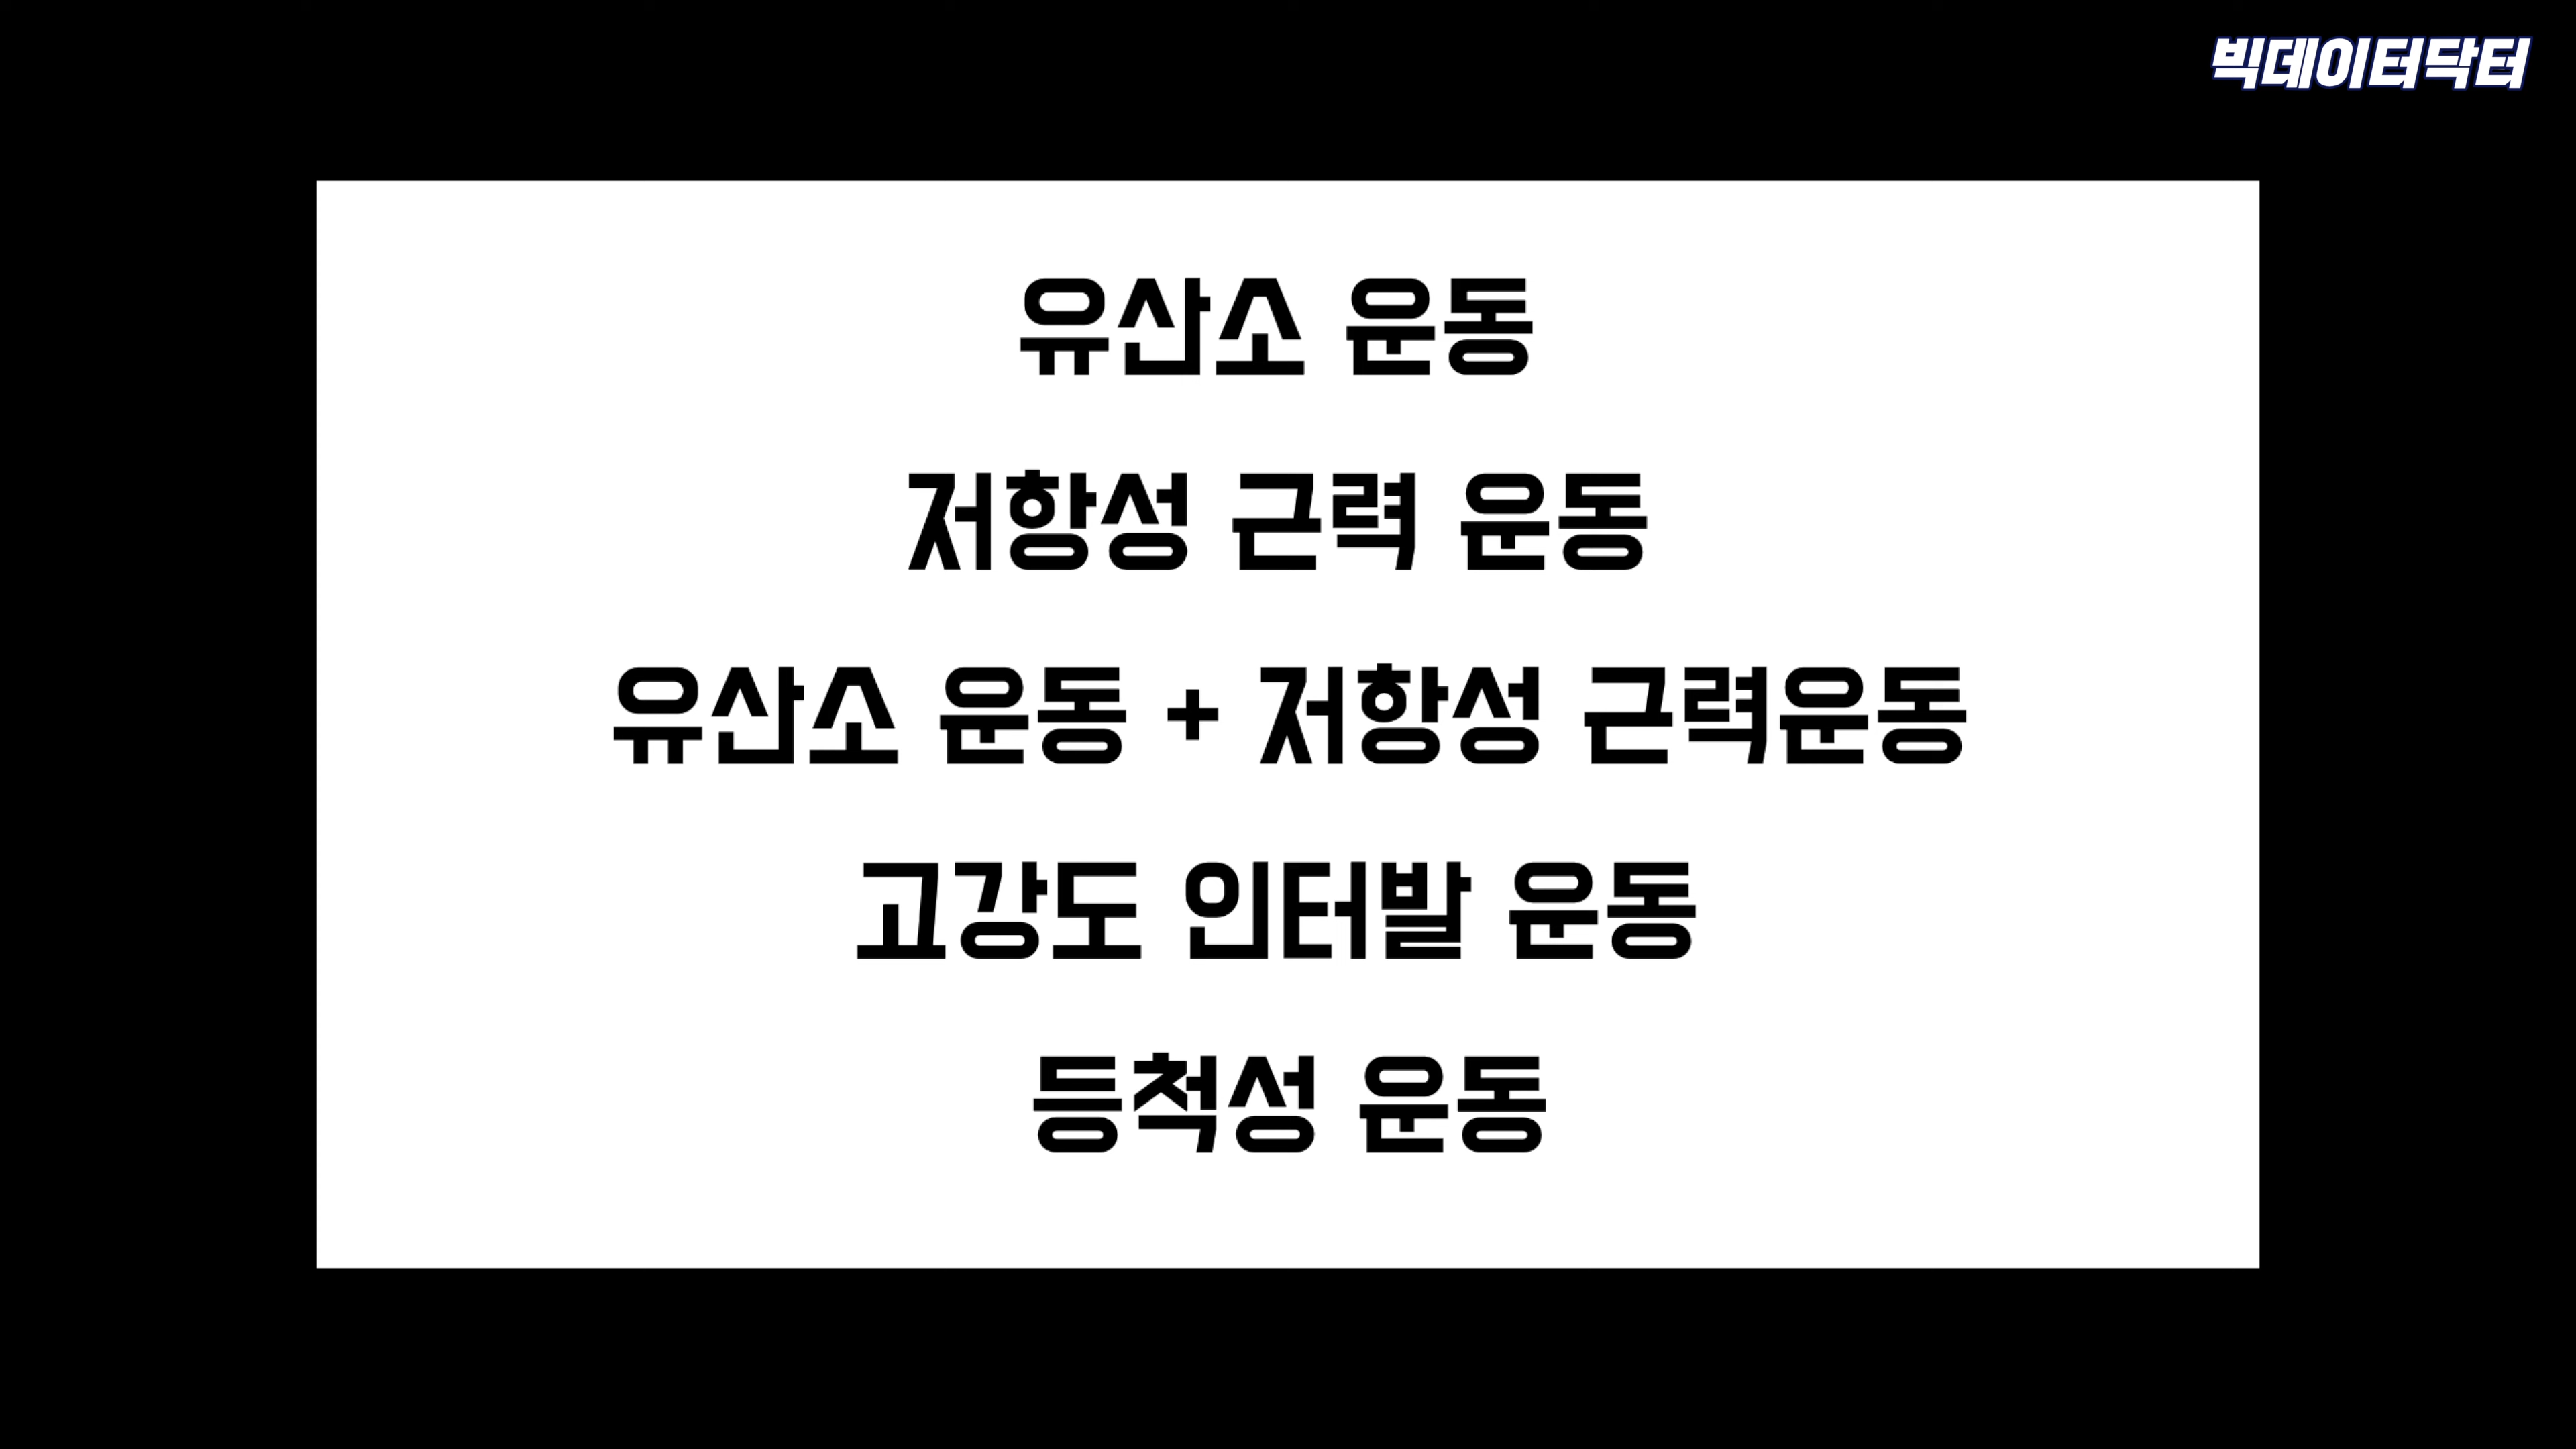 빅데이터닥터
유산소 운동
저항성 근력 운동
유산소 운동 + 저항성 근력운동
고강도 인터발 운동
등척성 운동